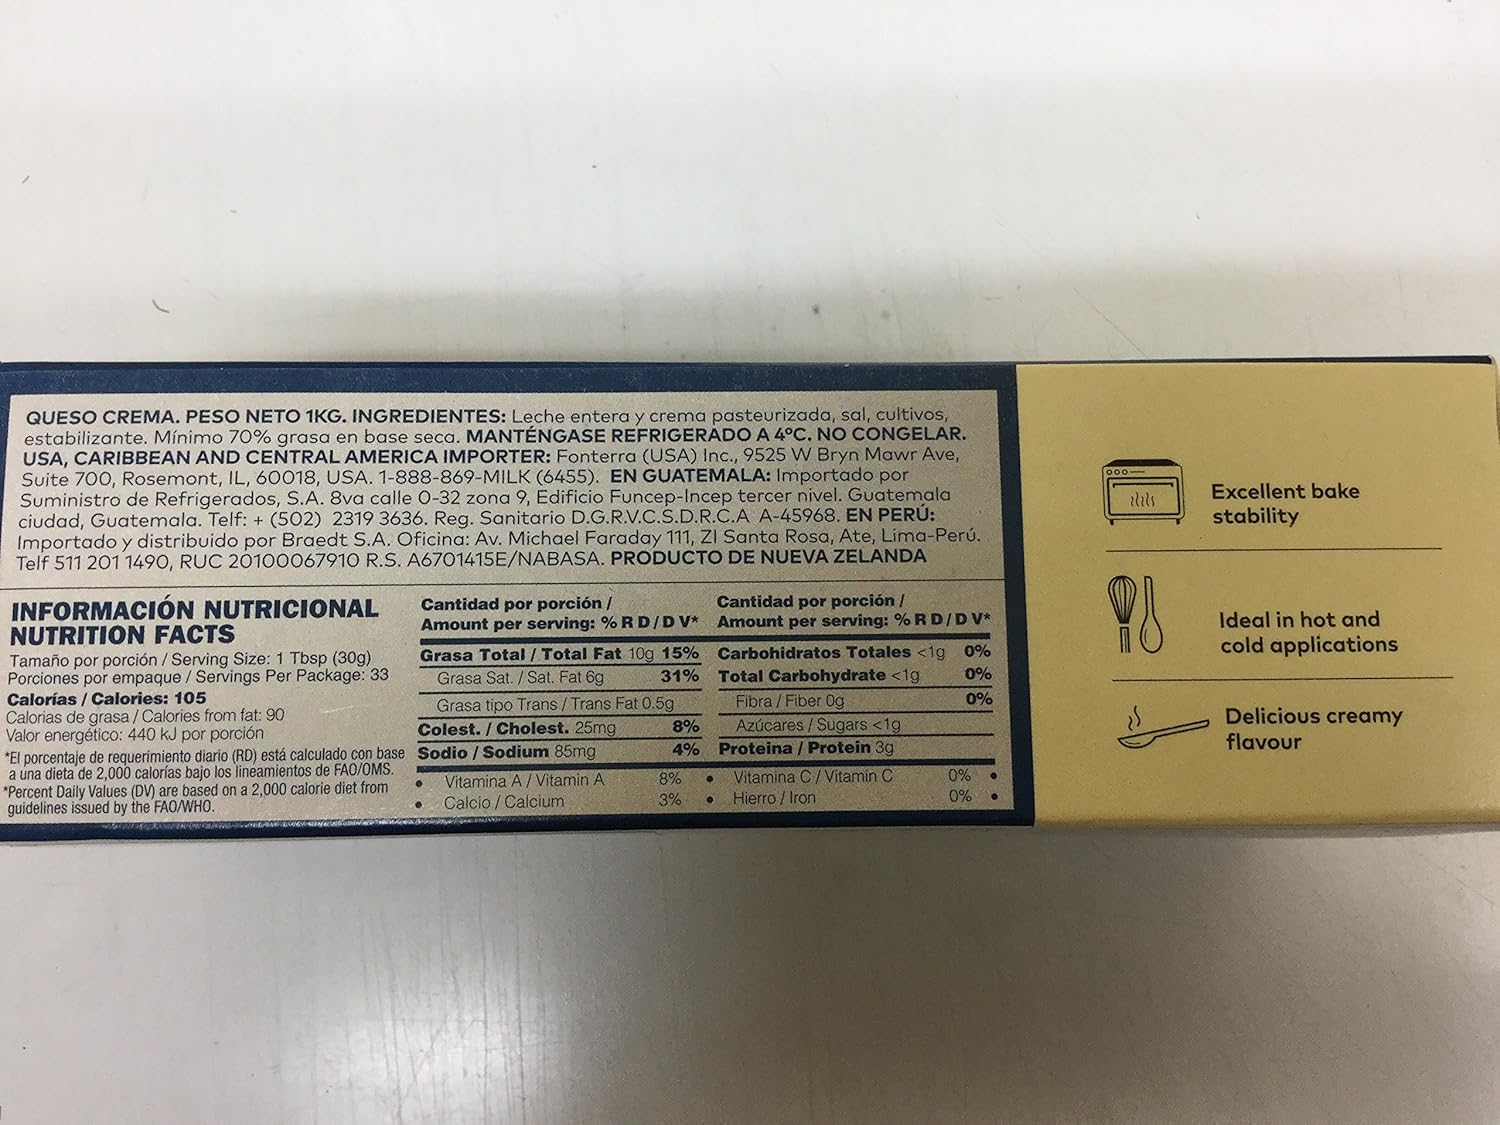 QUESO CREMA. PESO NETO 1KG. INGREDIENTES: Leche entera y crema pasteurizada, sal, cultivos,
estabilizante. Mínimo 70% grasa en base seca. MANTÉNGASE REFRIGERADO A 4ºC. NO CONGELAR.
USA, CARIBBEAN AND CENTRAL AMERICA IMPORTER: Fonterra (USA) Inc., 9525 W Bryn Mawr Ave,
Suite 700, Rosemont, IL, 60018, USA. 1-888-869-MILK (6455). EN GUATEMALA: Importado por
Suministro de Refrigerados, S.A. 8va calle 0-32 zona 9, Edificio Funcep-Incep tercer nivel. Guatemala
ciudad, Guatemala. Telf: + (502) 2319 3636. Reg. Sanitario D.G.R.V.C.S.D.R.C.A A-45968. EN PERÚ:
Importado y distribuido por Braedt S.A. Oficina: Av. Michael Faraday 111, ZI Santa Rosa, Ate, Lima-Perú.
Telf 511 201 1490, RUC 20100067910 R.S. A6701415E/NABASA. PRODUCTO DE NUEVA ZELANDA
INFORMACIÓN NUTRICIONAL
NUTRITION FACTS
Tamaño por porción / Serving Size: 1 Tbsp (30g)
Porciones por empaque / Servings Per Package: 33
Calorías / Calories: 105
Calorias de grasa / Calories from fat: 90
Valor energético: 440 kJ por porción
*El porcentaje de requerimiento diario (RD) está calculado con base
a una dieta de 2,000 calorías bajo los lineamientos de FAO/OMS.
*Percent Daily Values (DV) are based on a 2,000 calorie diet from
guidelines issued by the FAO/WHO.
Cantidad por porción /
Amount per serving: % R D / D V*
Grasa Total / Total Fat 10g 15%
Grasa Sat. / Sat. Fat 6g 31%
Grasa tipo Trans / Trans Fat 0.5g
Colest. / Cholest. 25mg 8%
Sodio / Sodium 85mg 4%
• Vitamina A / Vitamin A 8% •
• Calcio / Calcium 3% •
Cantidad por porción /
Amount per serving: % R D / D V*
Carbohidratos Totales <1g 0%
Total Carbohydrate <1g 0%
Fibra / Fiber 0g 0%
Azúcares / Sugars <1g
Proteina / Protein 3g
Vitamina C / Vitamin C 0% •
Hierro / Iron 0% •
Excellent bake
stability
Ideal in hot and
cold applications
Delicious creamy
flavour